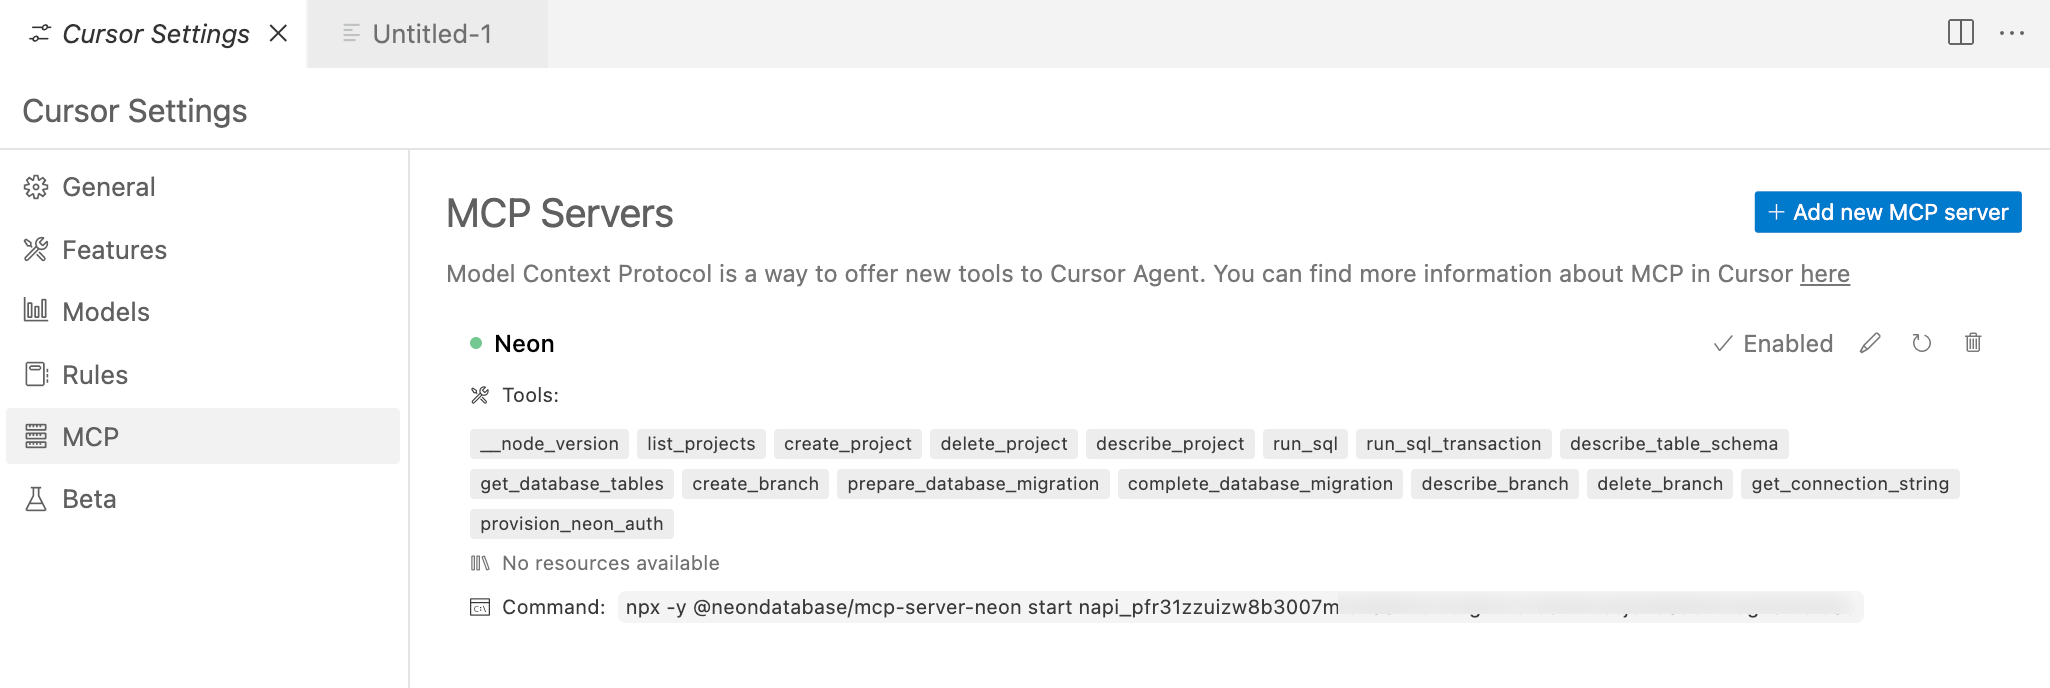 Cursor Settings
Untitled-1
Cursor Settings
General
Features
Models
Rules
MCP
Beta
MCP Servers
+ Add new MCP server
Model Context Protocol is a way to offer new tools to Cursor Agent. You can find more information about MCP in Cursor here
Neon
Enabled
Tools:
__node_version list_projects create_project delete_project describe_project run_sql run_sql_transaction describe_table_schema
get_database_tables create_branch prepare_database_migration complete_database_migration describe_branch delete_branch get_connection_string
provision_neon_auth
No resources available
Command: npx -y @neondatabase/mcp-server-neon start napi_pfr31zzuizw8b3007m